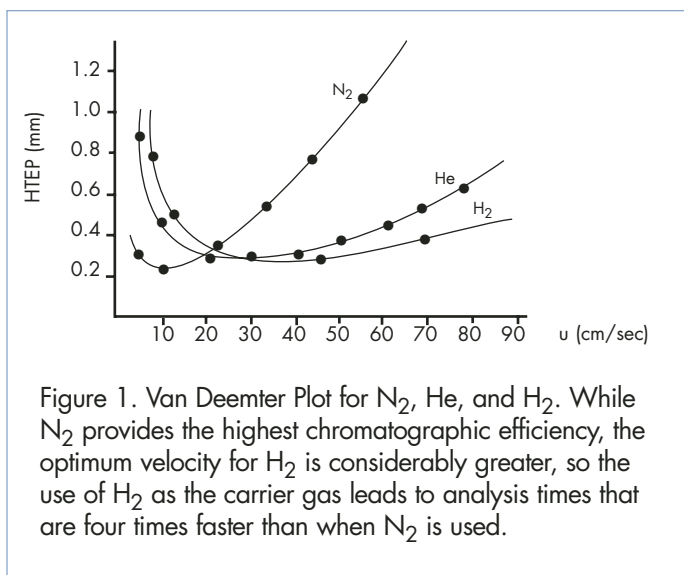 HTEP (mm)
1.2
1.0
0.8
0.6
0.4
0.2
N2
He
H2
10 20 30 40 50 60 70 80 90 u (cm/sec)
Figure 1. Van Deemter Plot for N2, He, and H2. While
N2 provides the highest chromatographic efficiency, the
optimum velocity for H2 is considerably greater, so the
use of H2 as the carrier gas leads to analysis times that
are four times faster than when N2 is used.